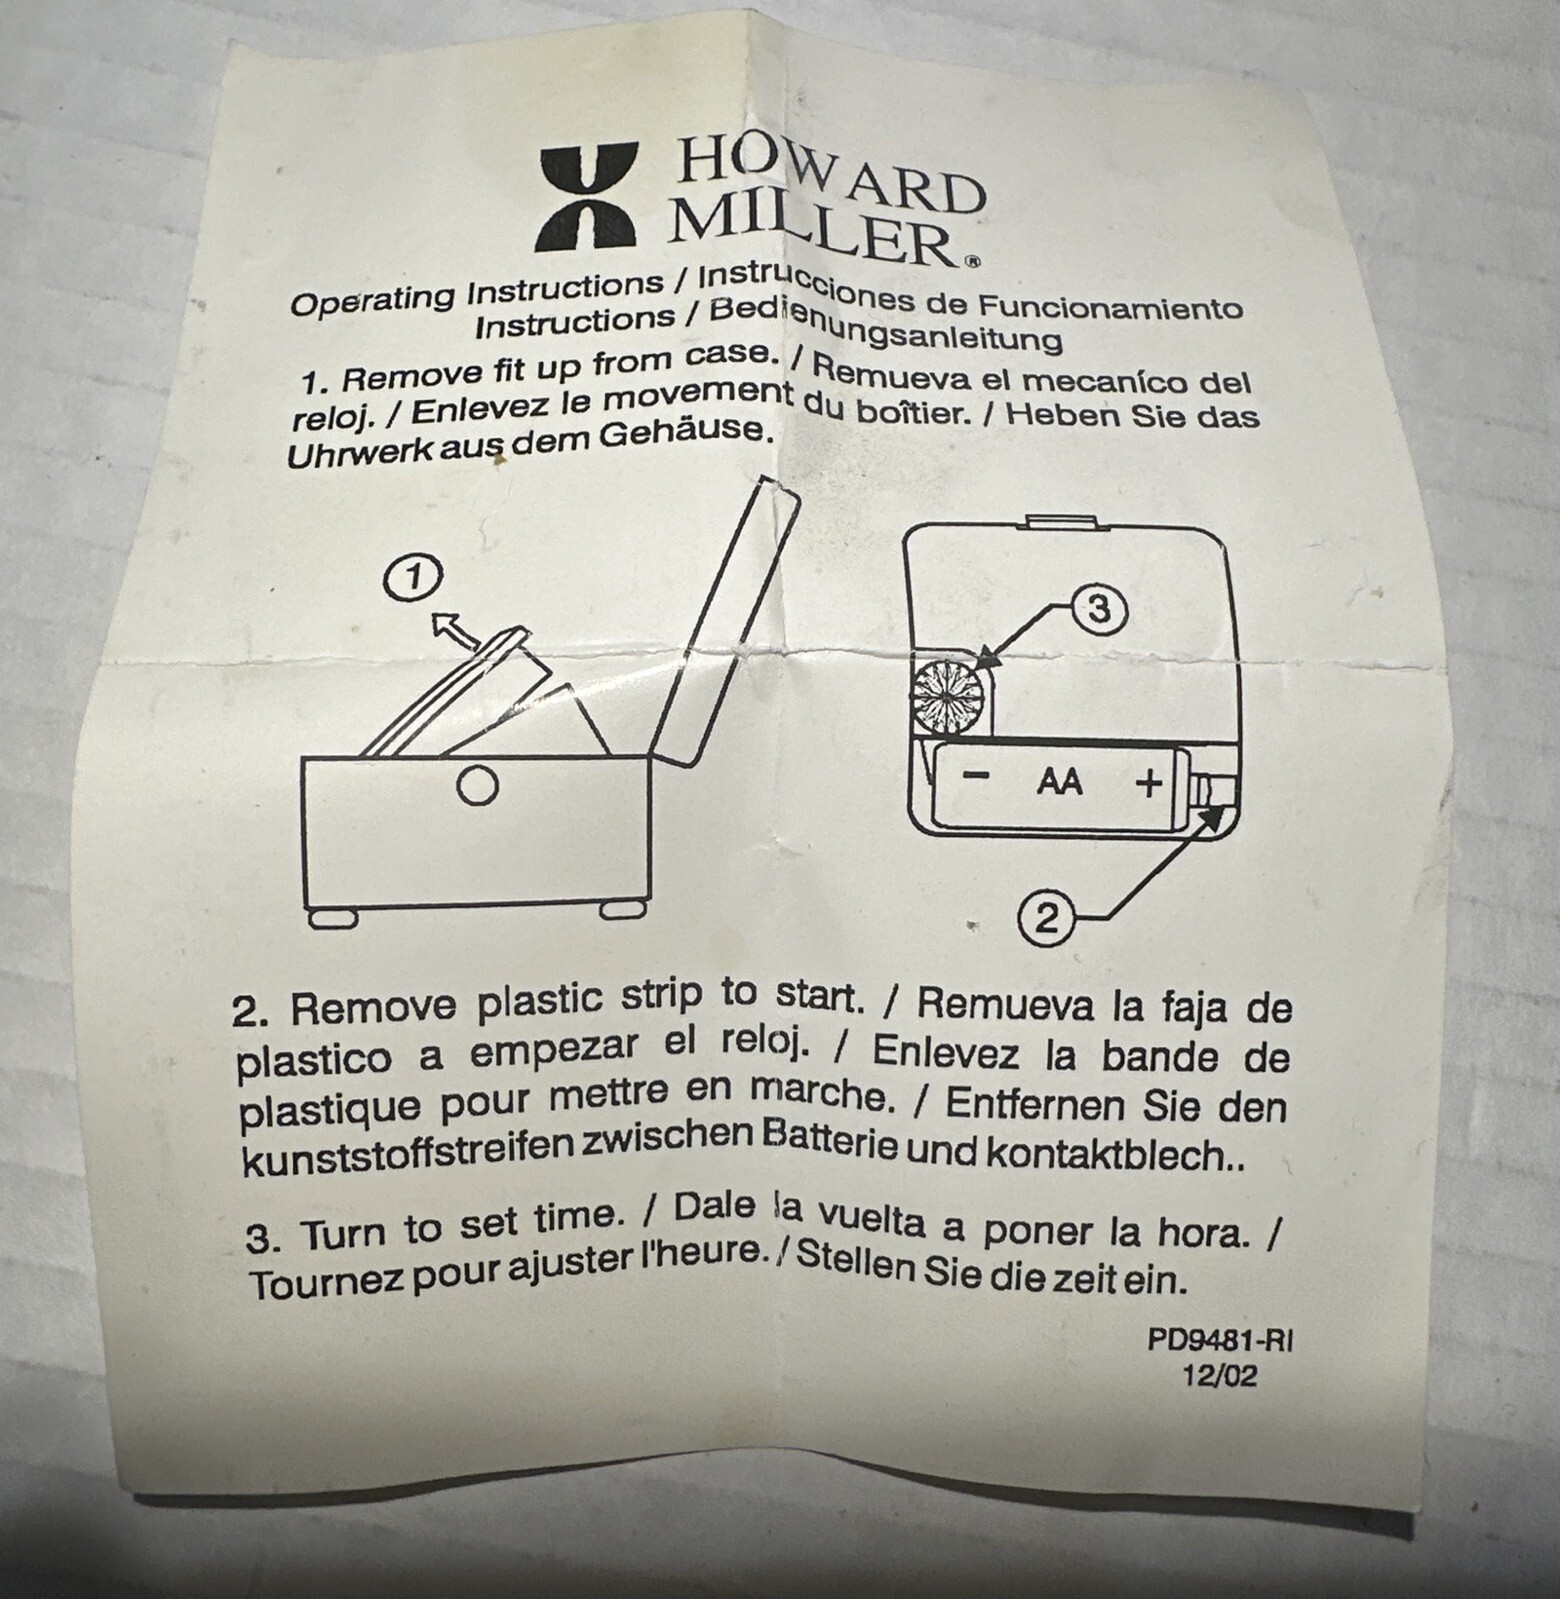 HOWARD
MILLER®
Operating Instructions / Instrucciones de Funcionamiento
Instructions / Bedienungsanleitung
1. Remove fit up from case. / Remueva el mecaníco del
reloj. / Enlevez le movement du boîtier. / Heben Sie das
Uhrwerk aus dem Gehäuse.
1
3
- AA +
2
2. Remove plastic strip to start. / Remueva la faja de
plastico a empezar el reloj. / Enlevez la bande de
plastique pour mettre en marche. / Entfernen Sie den
kunststoffstreifen zwischen Batterie und kontaktblech..
3. Turn to set time. / Dale la vuelta a poner la hora. /
Tournez pour ajuster l'heure. / Stellen Sie die zeit ein.
PD9481-RI
12/02